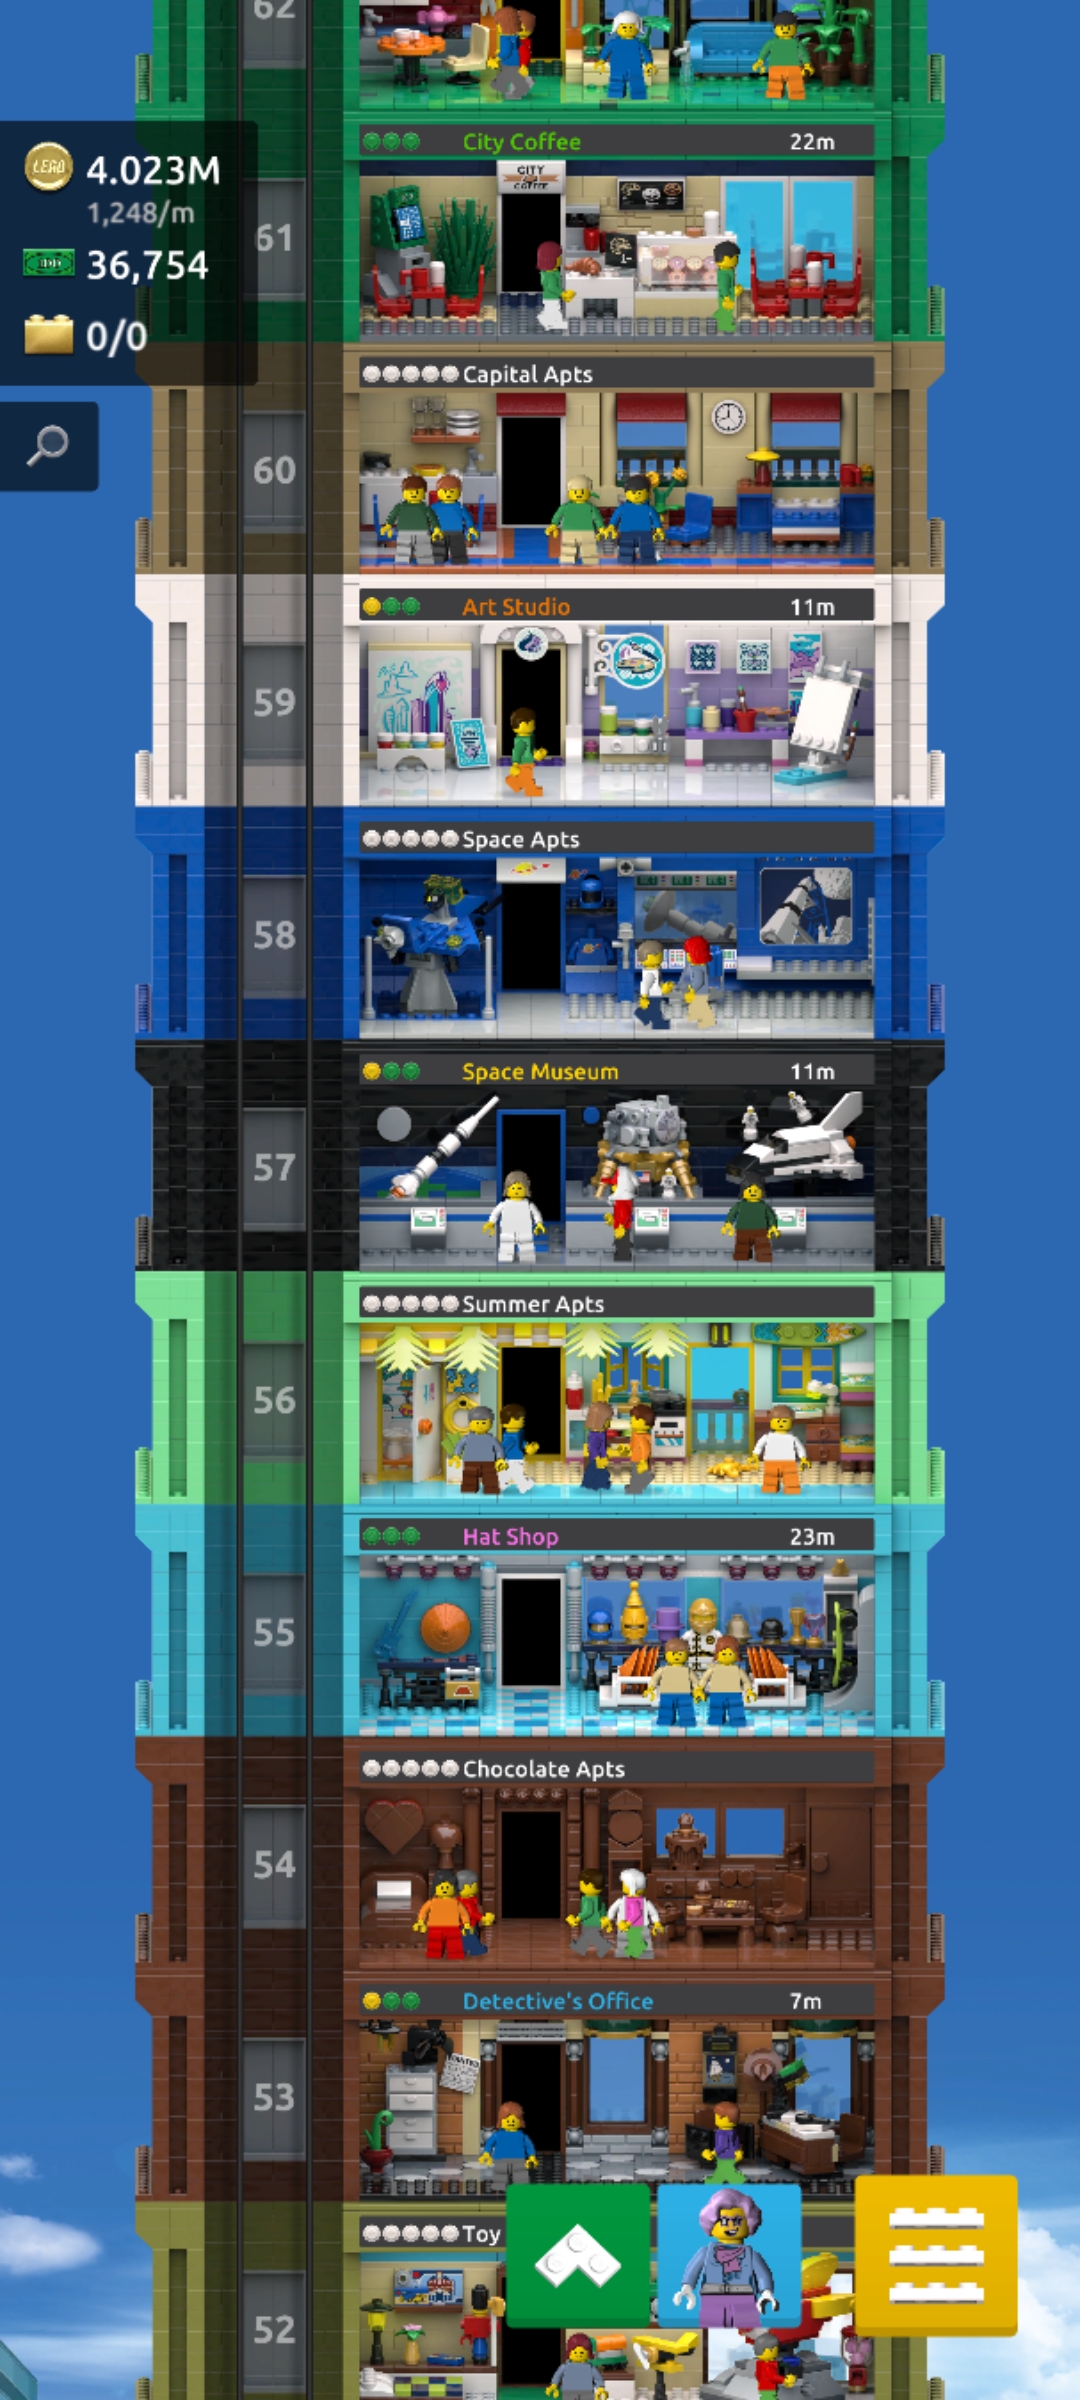 62
City Coffee 22m
LEGO
4.023M
1,248/m
36,754
0/0
CITY
COFFEE
61
Capital Apts
60
Art Studio 11m
59
Space Apts
58
Space Museum 11m
57
Summer Apts
56
Hat Shop 23m
55
Chocolate Apts
54
Detective's Office 7m
53
Toy
52